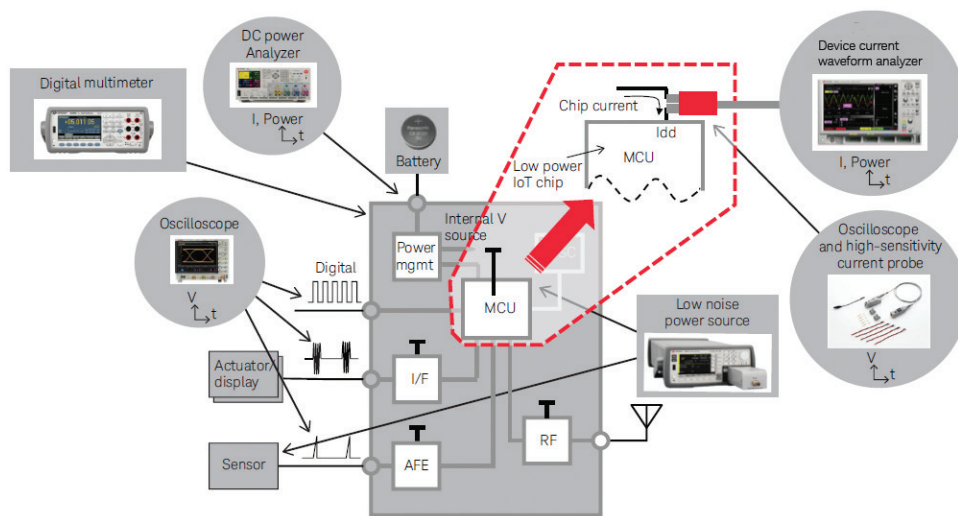 DC power
Analyzer
I, Power
t
Digital multimeter
Device current
waveform analyzer
I, Power
t
Chip current
Idd
MCU
Low power
IoT chip
Battery
Internal V
source
Power
mgmt
MCU
Oscilloscope
V
t
Digital
Oscilloscope
and high-sensitivity
current probe
V
t
Low noise
power source
Actuator/
display
I/F
Sensor
AFE
RF